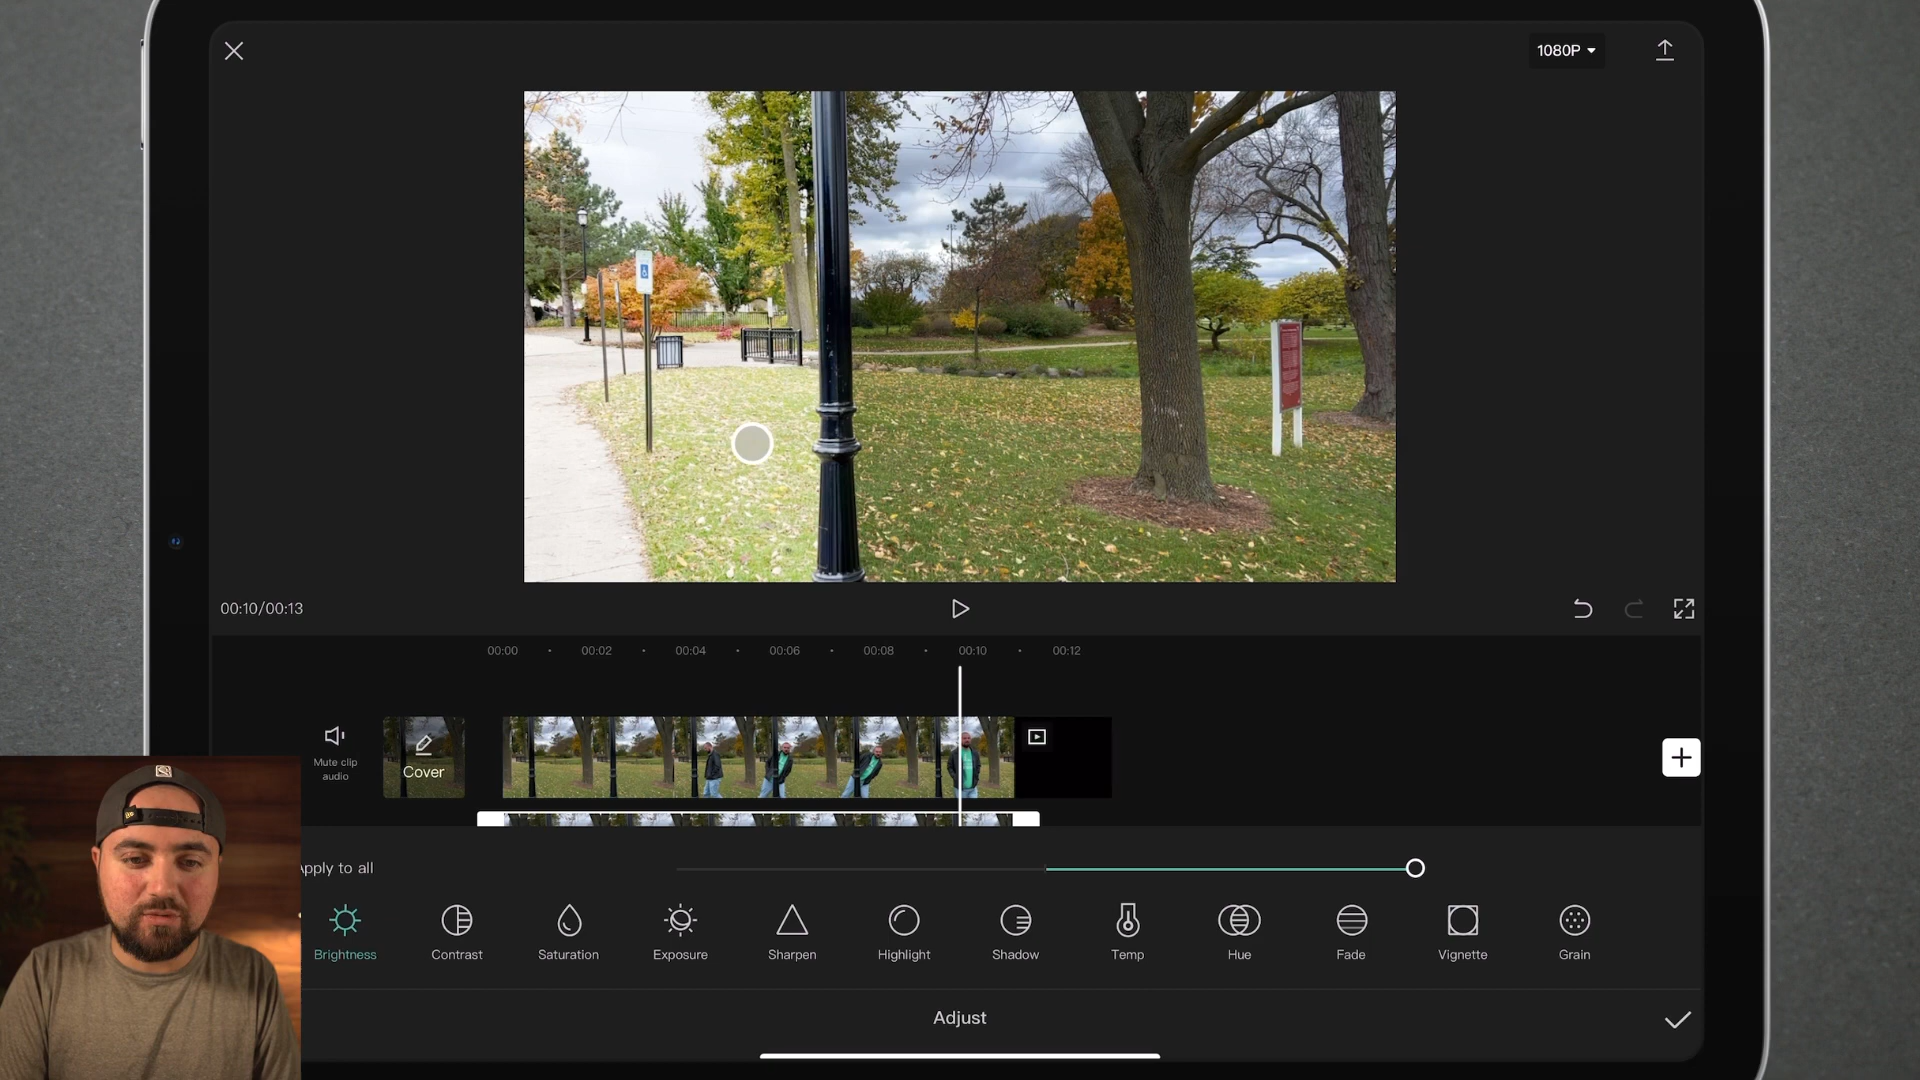 1080P
00:10/00:13
00:00
00:02
00:04
00:06
00:08
00:10
00:12
Mute clip
audio
Cover
Apply to all
Brightness
Contrast
Saturation
Exposure
Sharpen
Highlight
Shadow
Temp
Hue
Fade
Vignette
Grain
Adjust